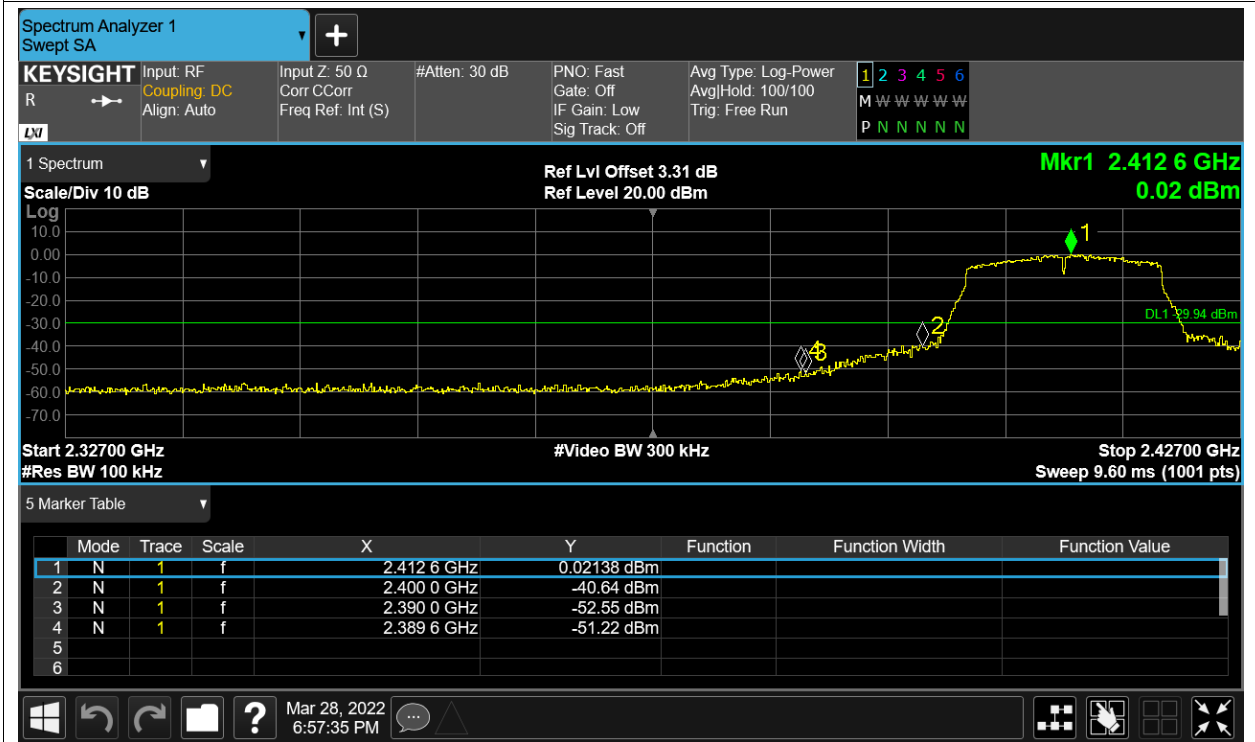 Spectrum Analyzer 1
Swept SA
+
KEYSIGHT Input: RF Input Z: 50 Ω #Atten: 30 dB PNO: Fast Avg Type: Log-Power 1 2 3 4 5 6
R Coupling: DC Corr CCorr Gate: Off Avg|Hold: 100/100 M W W W W W
Align: Auto Freq Ref: Int (S) IF Gain: Low Trig: Free Run
LXI Sig Track: Off P N N N N N
1 Spectrum Ref Lvl Offset 3.31 dB Mkr1 2.412 6 GHz
Scale/Div 10 dB Ref Level 20.00 dBm 0.02 dBm
Log
10.0
1
0.00
-10.0
-20.0
DL1 -29.94 dBm
-30.0
2
-40.0
4 3
-50.0
-60.0
-70.0
Start 2.32700 GHz #Video BW 300 kHz Stop 2.42700 GHz
#Res BW 100 kHz Sweep 9.60 ms (1001 pts)
5 Marker Table
Mode Trace Scale X Y Function Function Width Function Value
1 N 1 f 2.412 6 GHz 0.02138 dBm
2 N 1 f 2.400 0 GHz -40.64 dBm
3 N 1 f 2.390 0 GHz -52.55 dBm
4 N 1 f 2.389 6 GHz -51.22 dBm
5
6
? Mar 28, 2022
6:57:35 PM